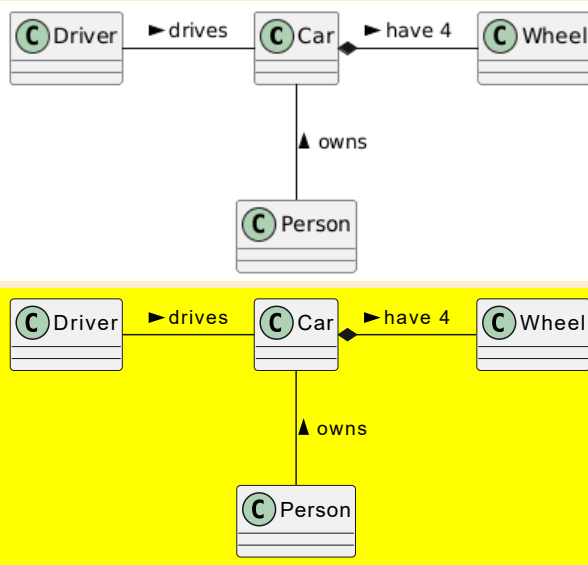 C Driver ► drives C Car ► have 4 C Wheel
▲ owns
C Person
C Driver ► drives C Car ► have 4 C Wheel
▲ owns
C Person